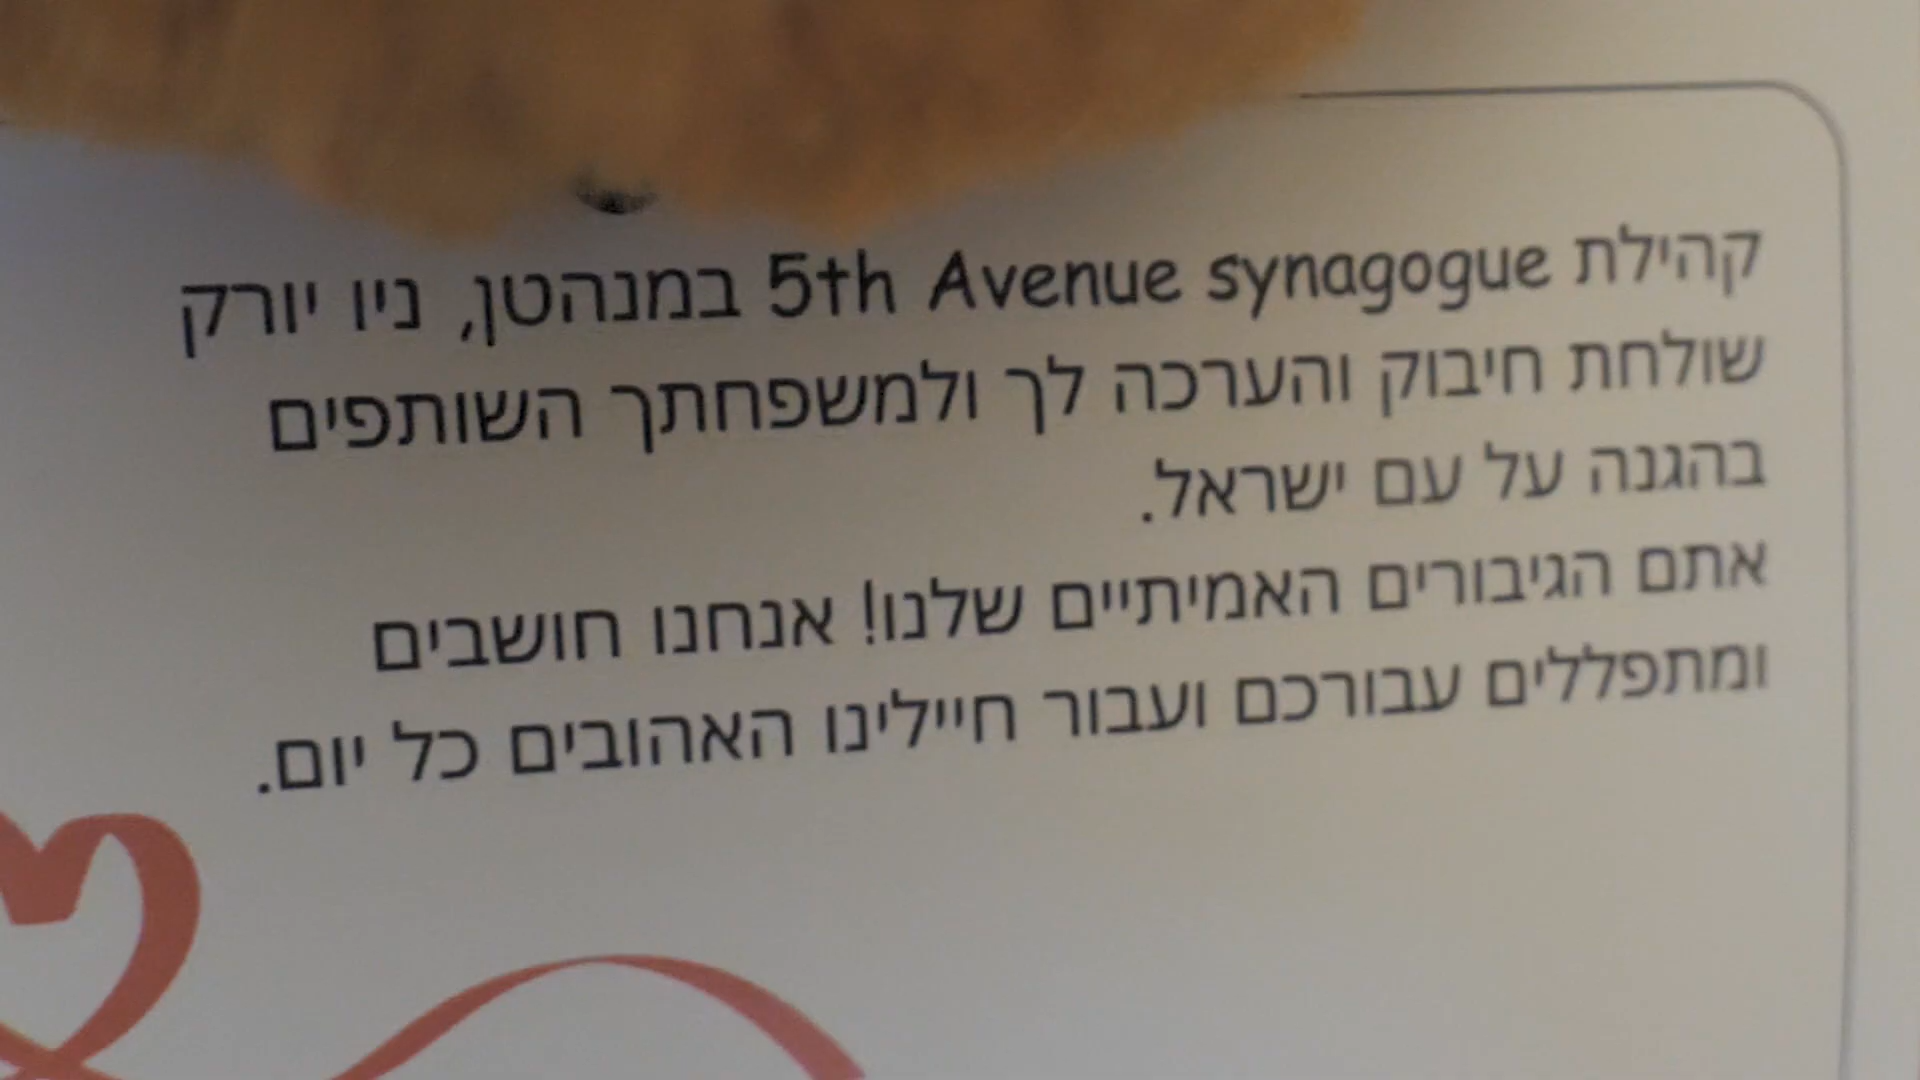 קהילת 5th Avenue synagogue במנהטן, ניו יורק
שולחת חיבוק והערכה לך ולמשפחתך השותפים
בהגנה על עם ישראל.
אתם הגיבורים האמיתיים שלנו! אנחנו חושבים
ומתפללים עבורכם ועבור חיילינו האהובים כל יום.